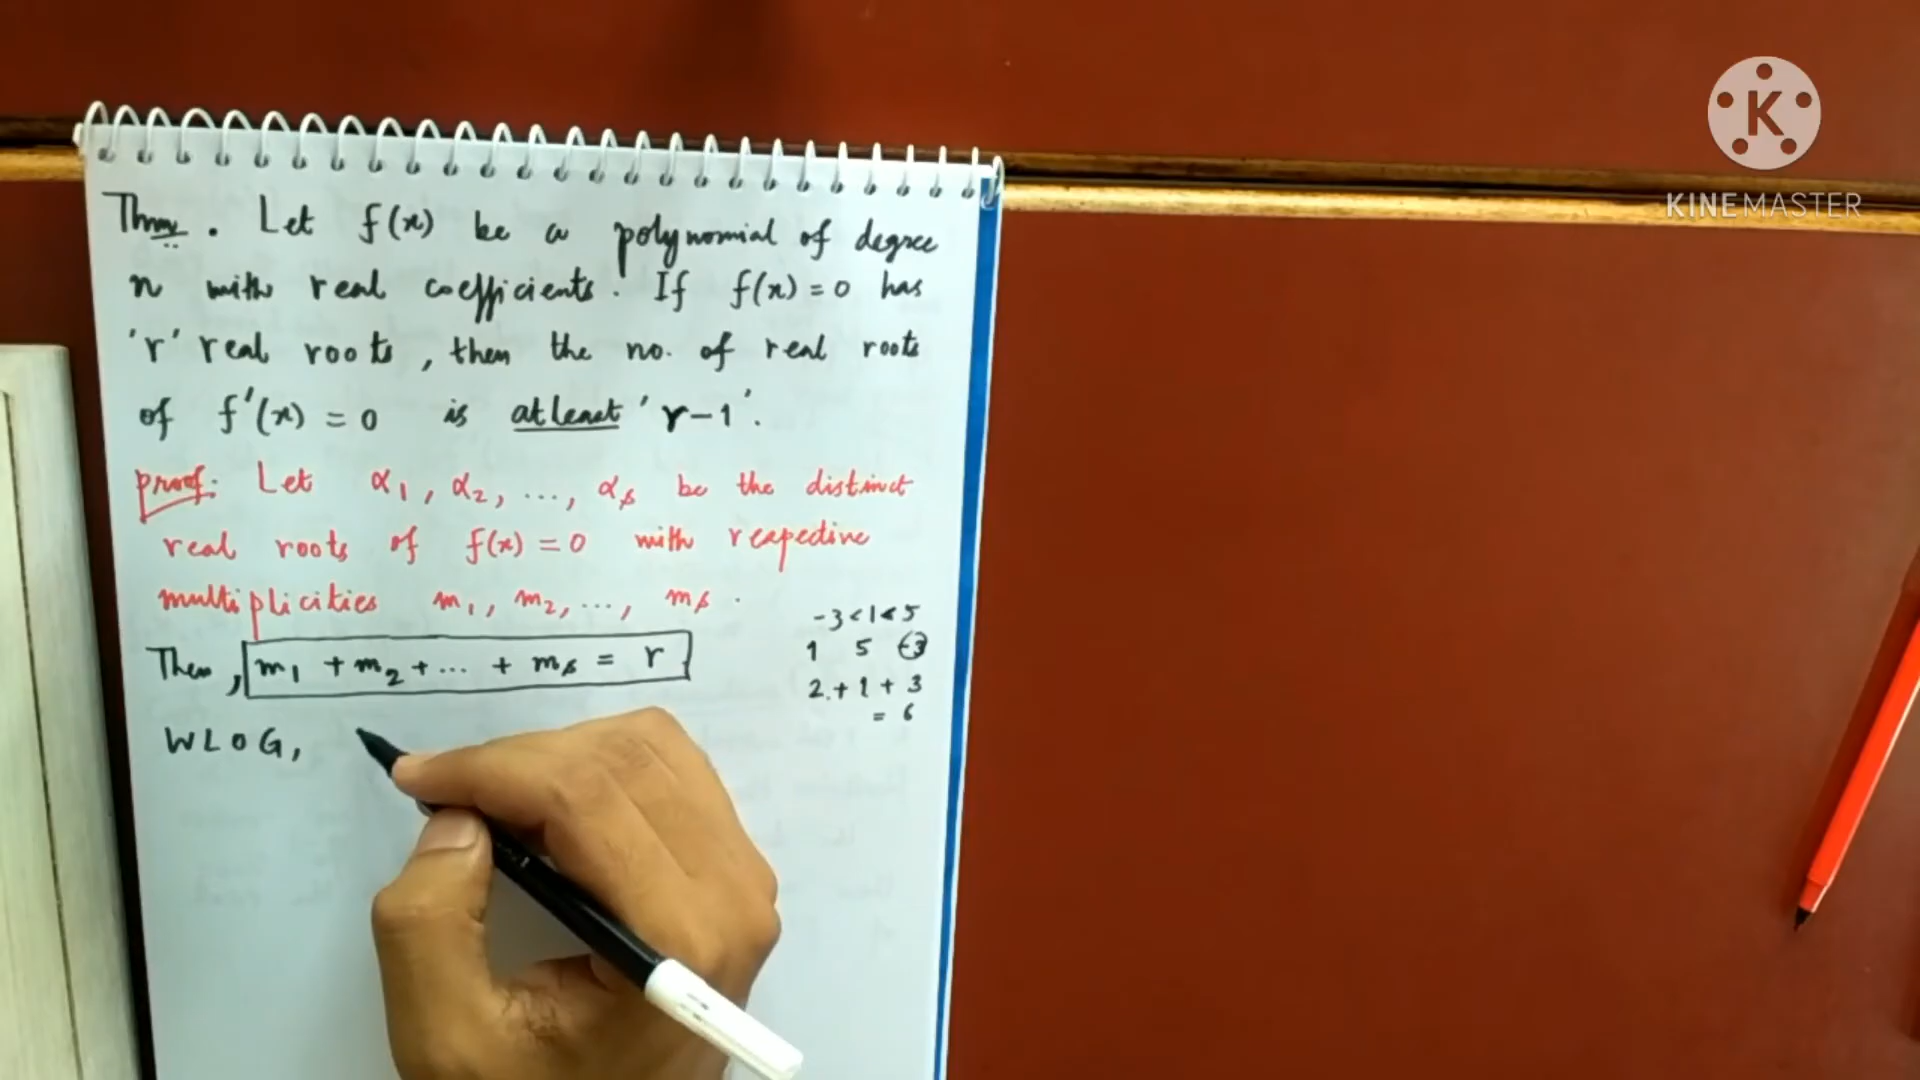 Thm. Let f(x) be a polynomial of degree
n with real coefficients. If f(x) = 0 has
'r' real roots, then the no. of real roots
of f'(x) = 0 is atleast 'r-1'.
proof: Let α1, α2, ..., αs be the distinct
real roots of f(x) = 0 with respective
multiplicities m1, m2, ..., ms.
Then, m1 + m2 + ... + ms = r
WLOG,
-3 < 1 < 5
1 5 -3
2 + 1 + 3
= 6
K
KINEMASTER